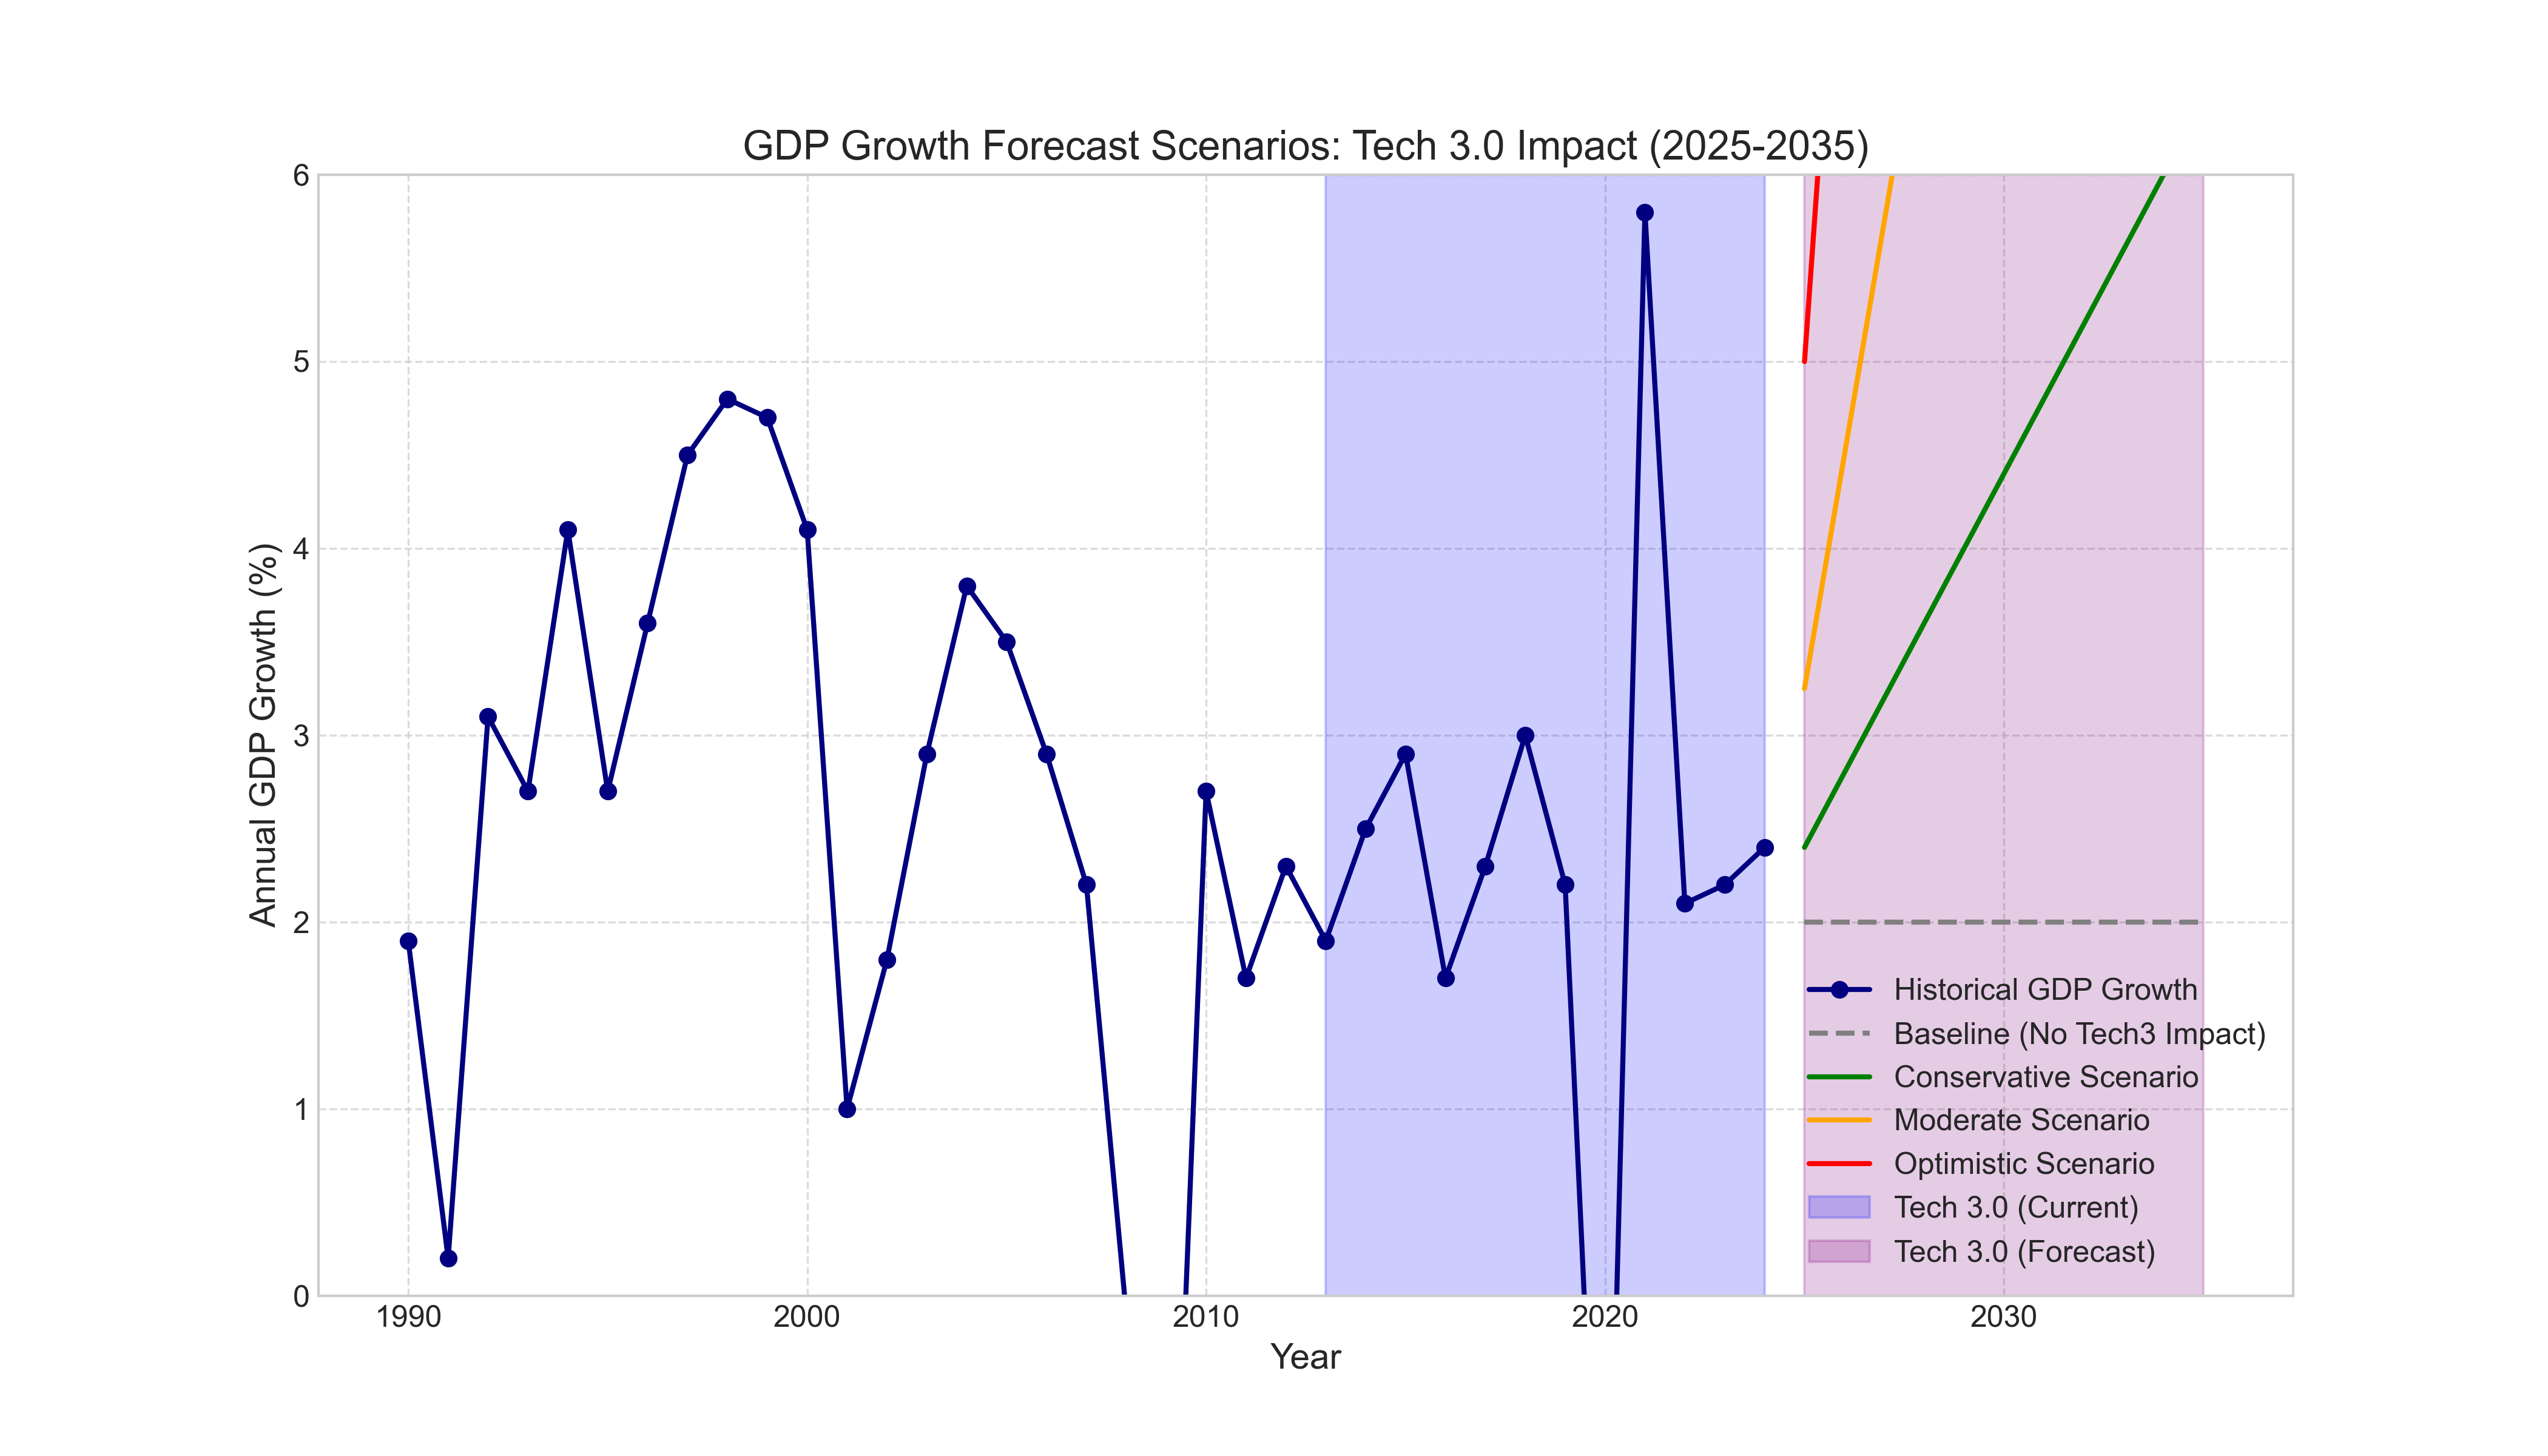 GDP Growth Forecast Scenarios: Tech 3.0 Impact (2025-2035)
Annual GDP Growth (%)
6
5
4
3
2
1
0
Historical GDP Growth
Baseline (No Tech3 Impact)
Conservative Scenario
Moderate Scenario
Optimistic Scenario
Tech 3.0 (Current)
Tech 3.0 (Forecast)
1990 2000 2010 2020 2030
Year